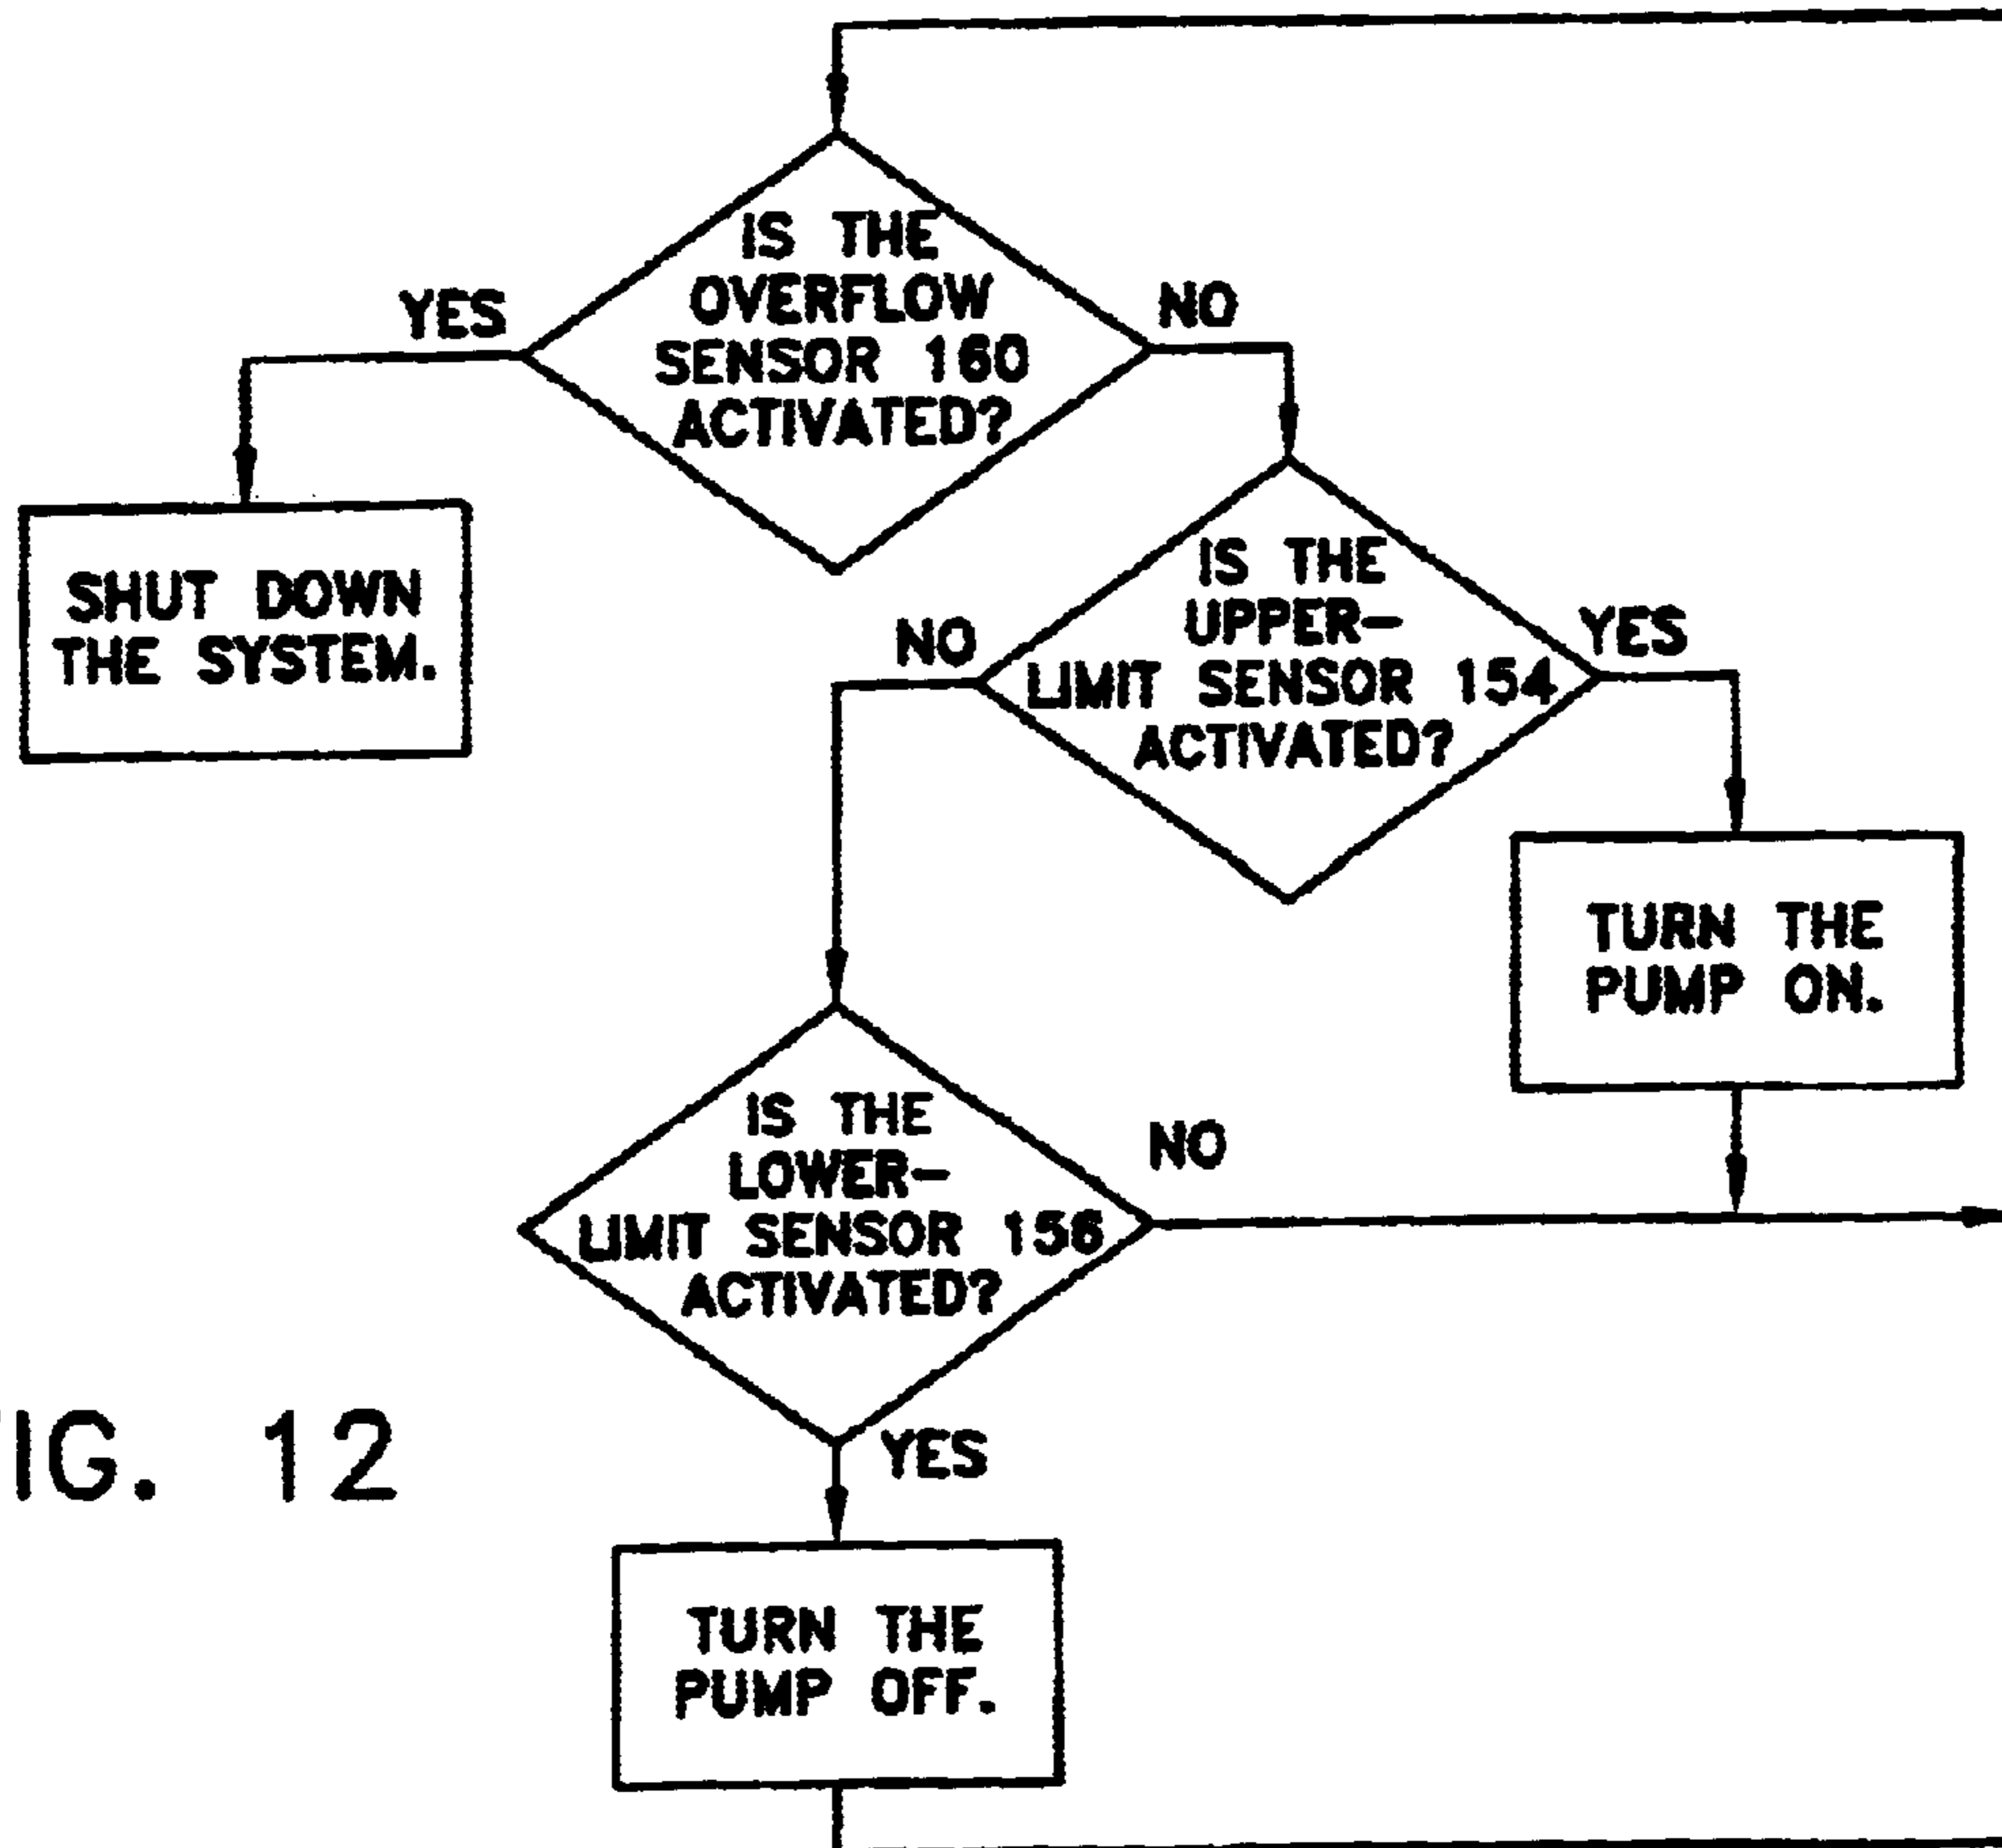 IS THE
OVERFLOW
SENSOR 160
ACTIVATED?
YES
NO
SHUT DOWN
THE SYSTEM.
IS THE
UPPER-
LIMIT SENSOR 154
ACTIVATED?
NO
YES
TURN THE
PUMP ON.
IS THE
LOWER-
LIMIT SENSOR 156
ACTIVATED?
NO
YES
TURN THE
PUMP OFF.
IG. 12